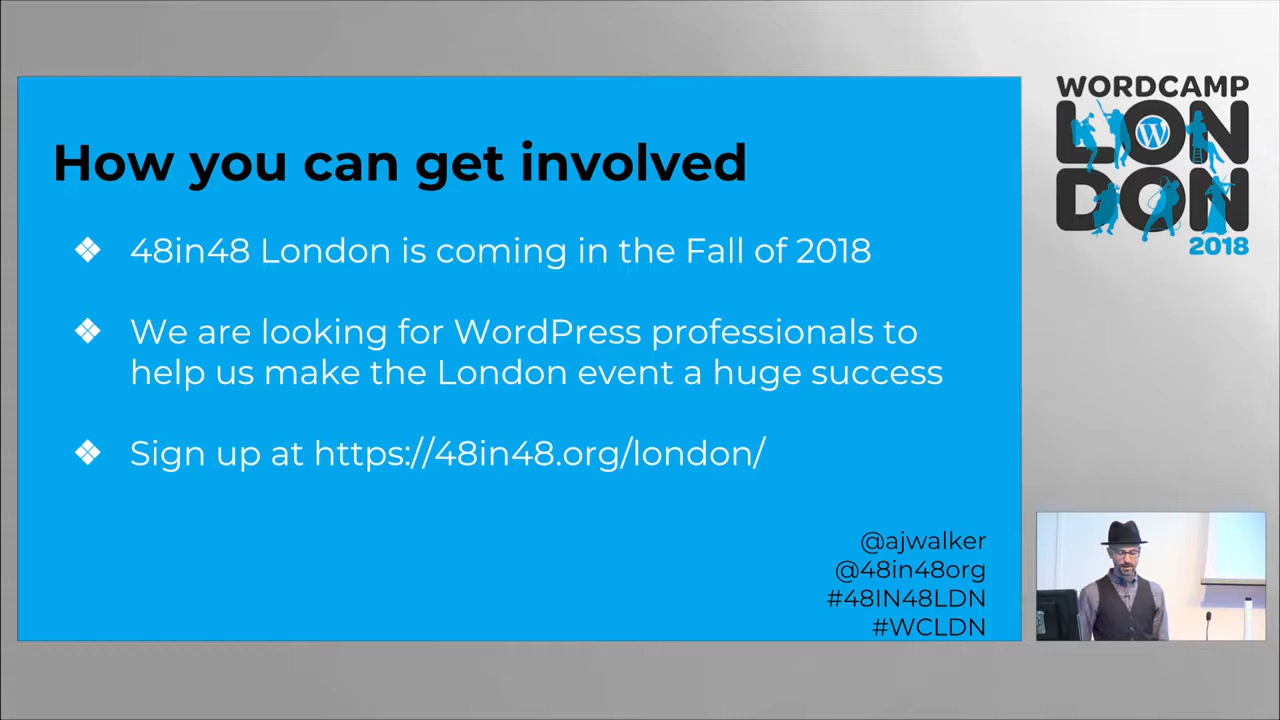 How you can get involved
❖ 48in48 London is coming in the Fall of 2018
❖ We are looking for WordPress professionals to
help us make the London event a huge success
❖ Sign up at https://48in48.org/london/
@ajwalker
@48in48org
#48IN48LDN
#WCLDN
WORDCAMP
LON
DON
2018